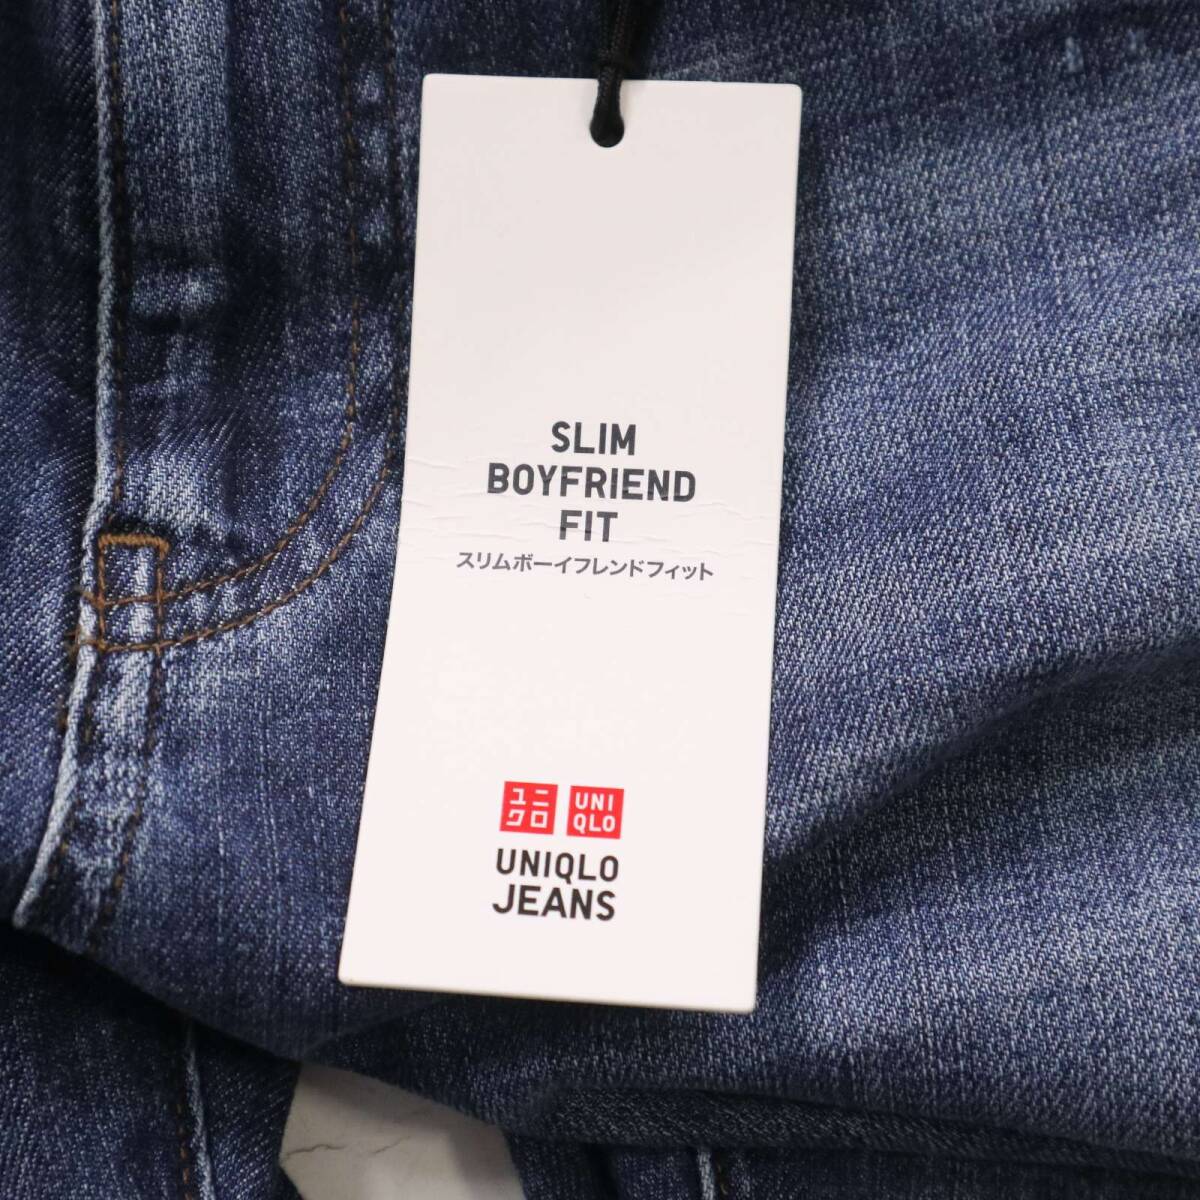 SLIM
BOYFRIEND
FIT
スリムボーイフレンドフィット
ユニ UNI
クロ QLO
UNIQLO
JEANS